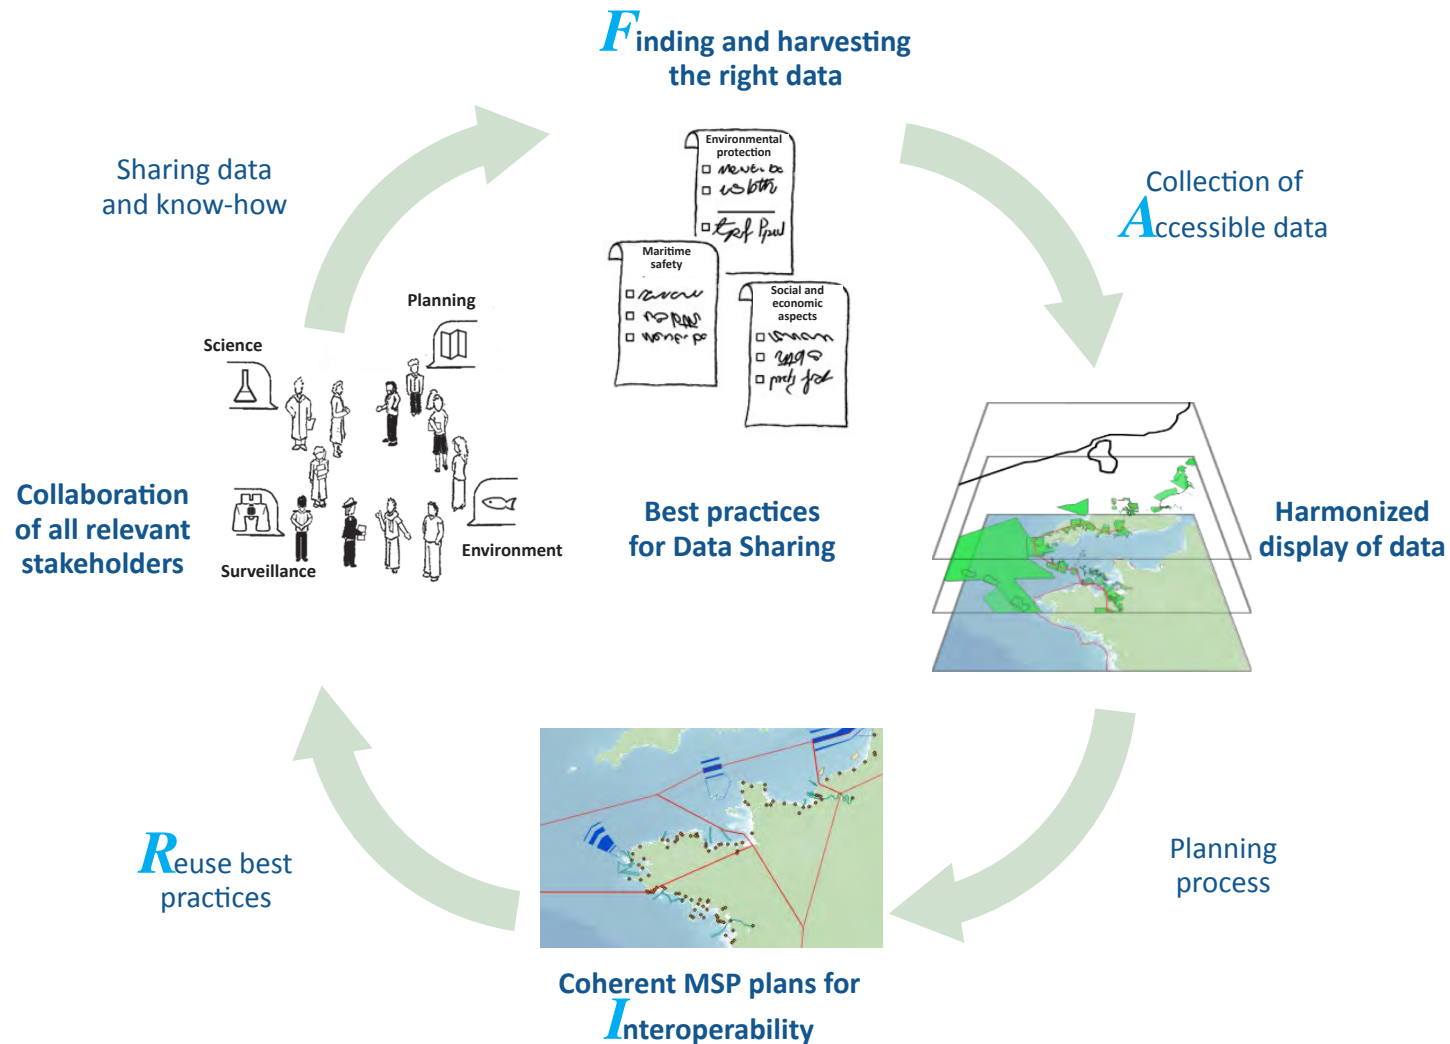 Finding and harvesting
the right data
Sharing data
and know-how
Collection of
Accessible data
Environmental
protection
Maritime
safety
Social and
economic
aspects
Planning
Science
Surveillance
Environment
Collaboration
of all relevant
stakeholders
Best practices
for Data Sharing
Harmonized
display of data
Reuse best
practices
Planning
process
Coherent MSP plans for
Interoperability